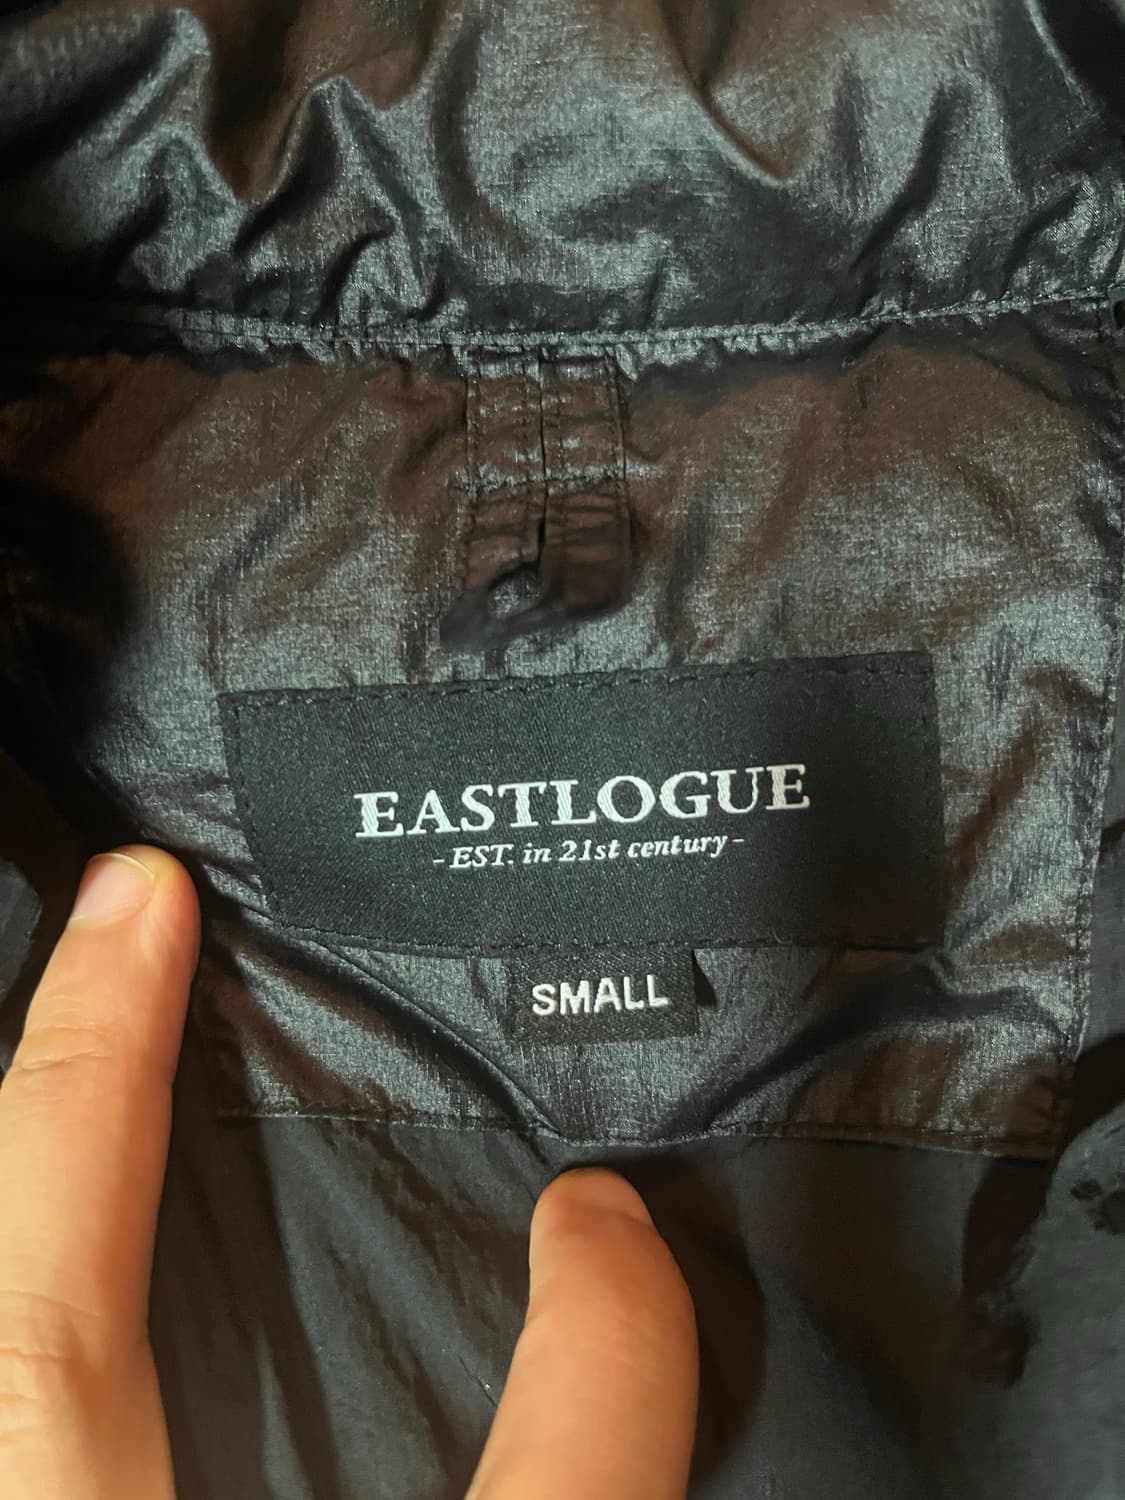 EASTLOGUE
- EST. in 21st century -
SMALL